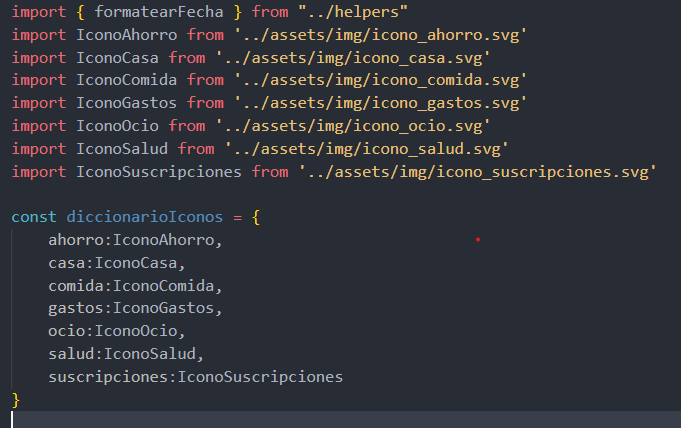 import { formatearFecha } from "../helpers"
import IconoAhorro from '../assets/img/icono_ahorro.svg'
import IconoCasa from '../assets/img/icono_casa.svg'
import IconoComida from '../assets/img/icono_comida.svg'
import IconoGastos from '../assets/img/icono_gastos.svg'
import IconoOcio from '../assets/img/icono_ocio.svg'
import IconoSalud from '../assets/img/icono_salud.svg'
import IconoSuscripciones from '../assets/img/icono_suscripciones.svg'

const diccionarioIconos = {
    ahorro:IconoAhorro,
    casa:IconoCasa,
    comida:IconoComida,
    gastos:IconoGastos,
    ocio:IconoOcio,
    salud:IconoSalud,
    suscripciones:IconoSuscripciones
}